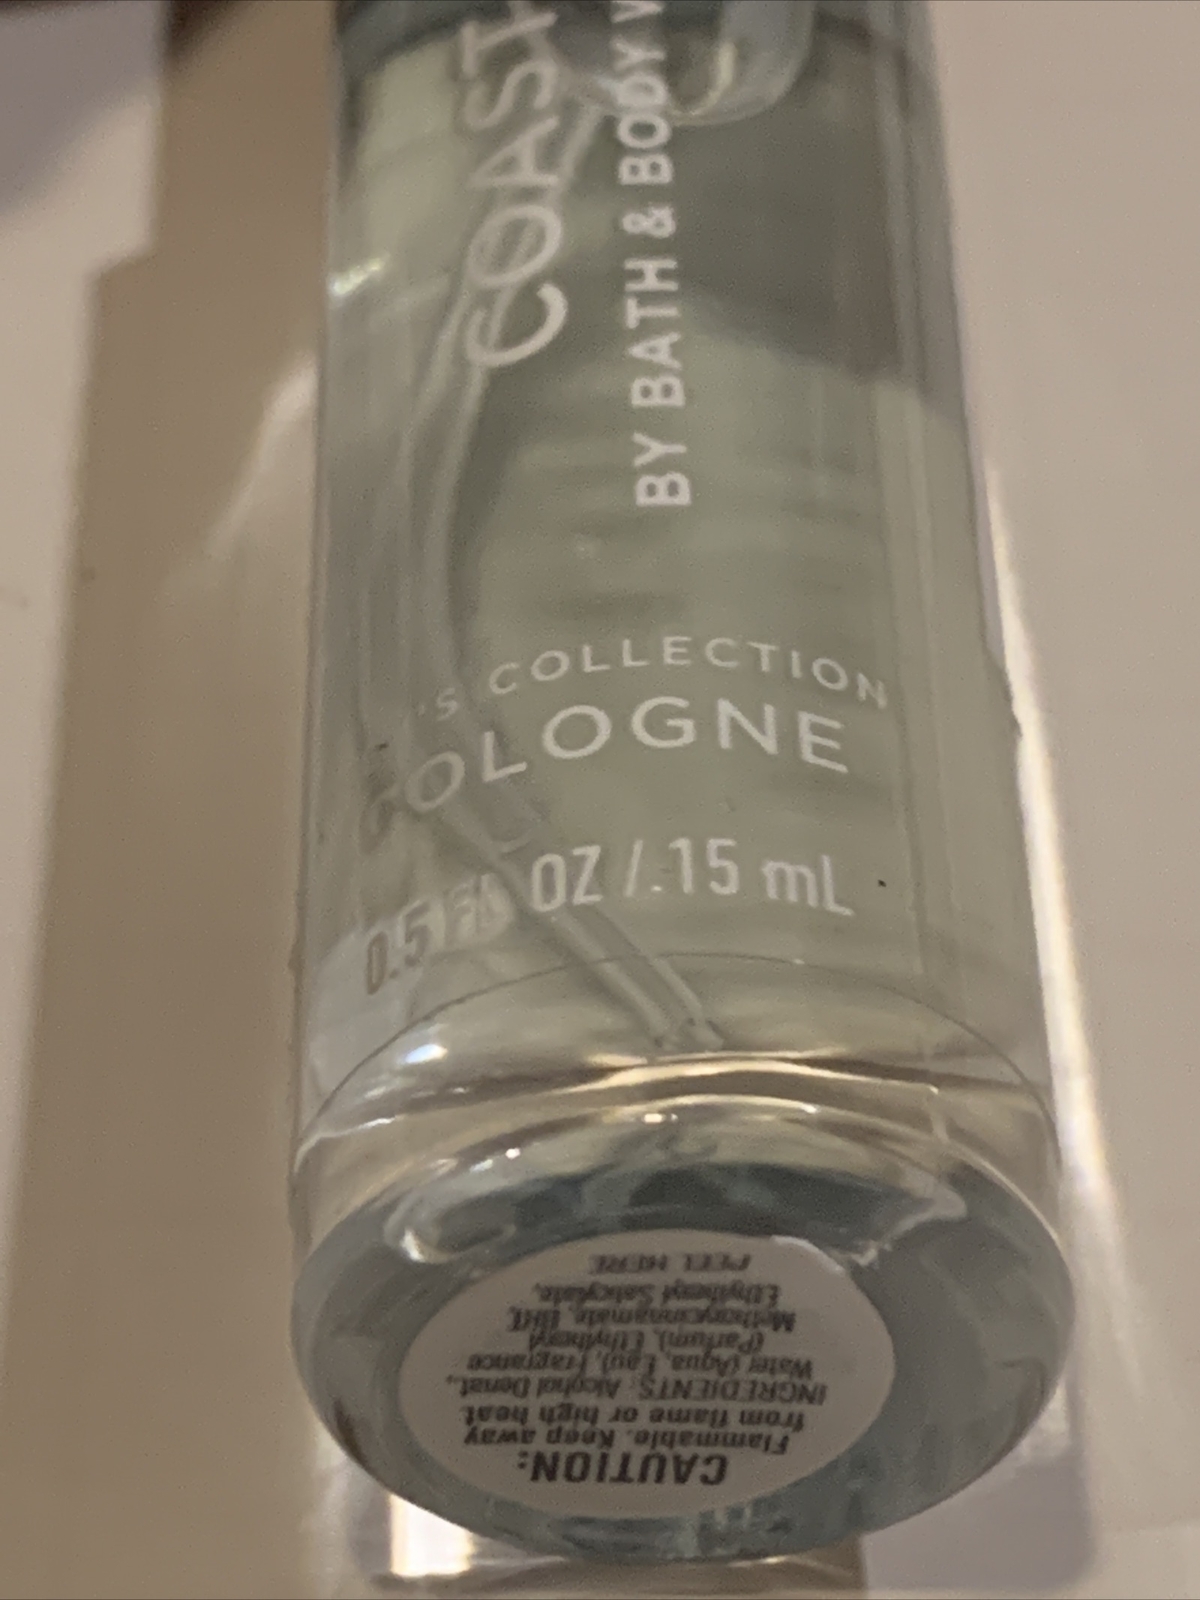 COAST
BY BATH & BODY W
'S COLLECTION
COLOGNE
0.5 FL OZ / 15 mL
CAUTION:
Flammable. Keep away
from flame or high heat.
INGREDIENTS: Alcohol Denat.,
Water (Aqua, Eau), Fragrance
(Parfum), Ethylhexyl
Methoxycinnamate, BHT,
Ethylhexyl Salicylate,
PEEL HERE